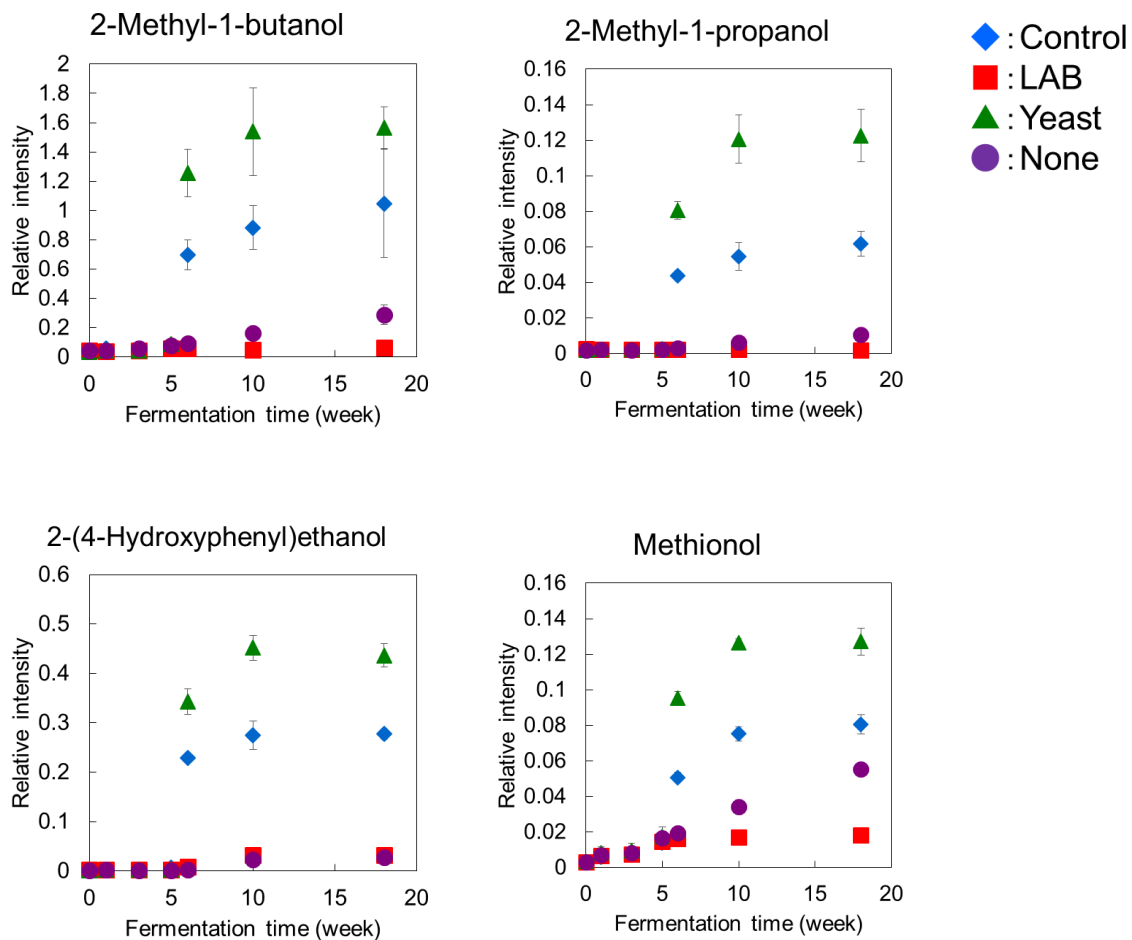 2-Methyl-1-butanol
2
1.8
1.6
1.4
1.2
1
0.8
0.6
0.4
0.2
0
Relative intensity
0 5 10 15 20
Fermentation time (week)
2-Methyl-1-propanol
0.16
0.14
0.12
0.1
0.08
0.06
0.04
0.02
0
Relative intensity
0 5 10 15 20
Fermentation time (week)
: Control
: LAB
: Yeast
: None
2-(4-Hydroxyphenyl)ethanol
0.6
0.5
0.4
0.3
0.2
0.1
0
Relative intensity
0 5 10 15 20
Fermentation time (week)
Methionol
0.16
0.14
0.12
0.1
0.08
0.06
0.04
0.02
0
Relative intensity
0 5 10 15 20
Fermentation time (week)